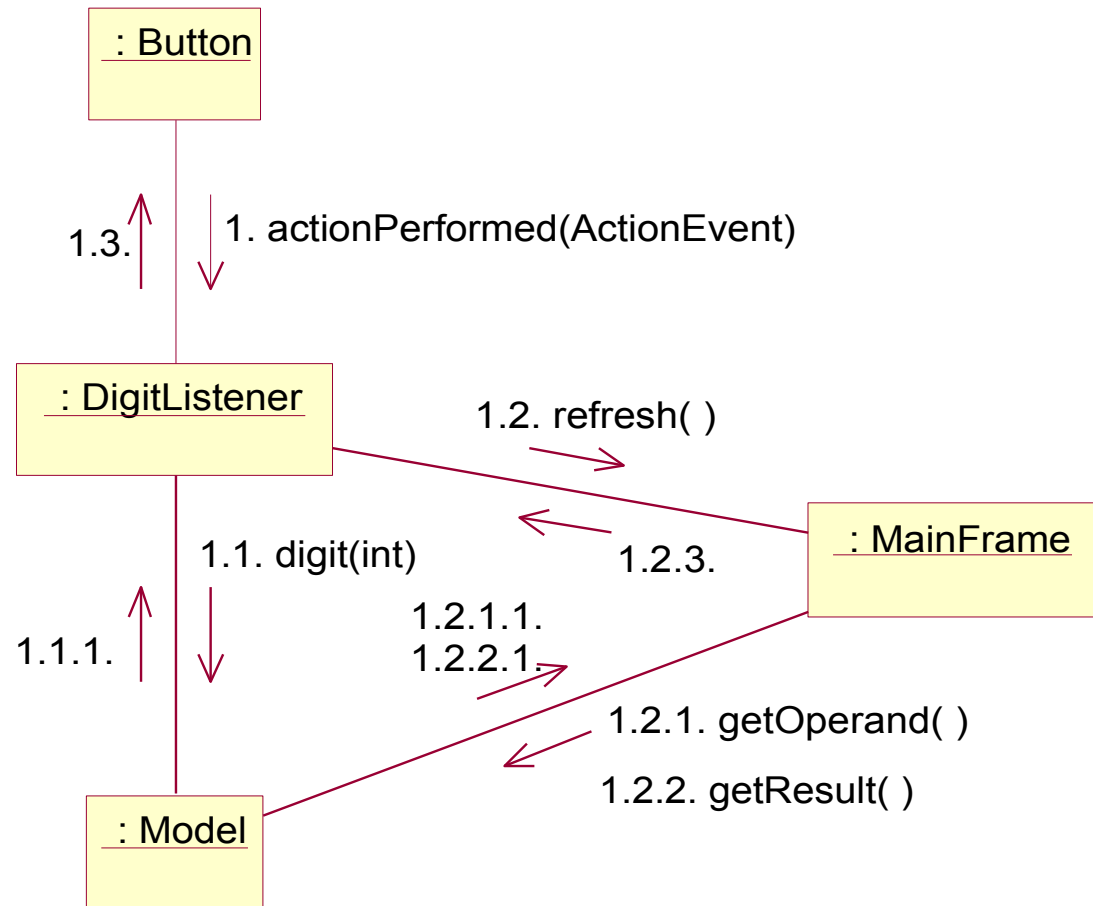 : Button
1. actionPerformed(ActionEvent)
1.3.
: DigitListener
1.2. refresh( )
: MainFrame
1.1. digit(int)
1.2.3.
1.2.1.1.
1.1.1.
1.2.2.1.
1.2.1. getOperand( )
1.2.2. getResult( )
: Model